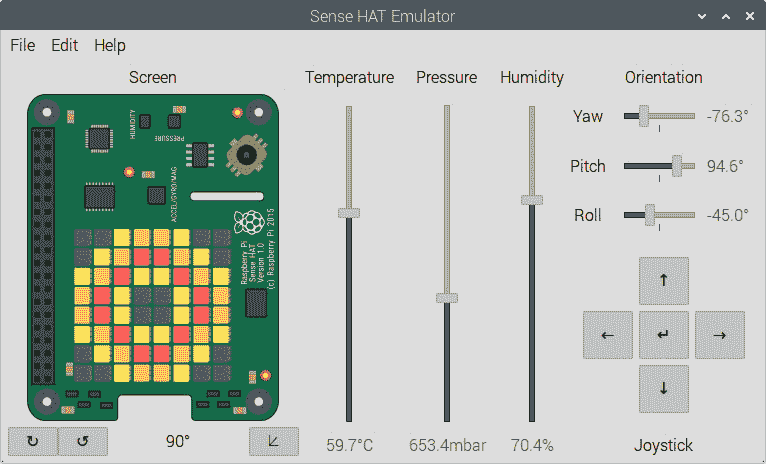 Sense HAT Emulator
File Edit Help
Screen
Temperature
Pressure
Humidity
Orientation
HUMIDITY
PRESSURE
ACCEL/GYRO/MAG
Raspberry Pi
Sense HAT
Version 1.0
(c) Raspberry Pi 2015
Yaw -76.3°
Pitch 94.6°
Roll -45.0°
↑
← ↵ →
↓
↻ ↺ 90°
59.7°C
653.4mbar
70.4%
Joystick